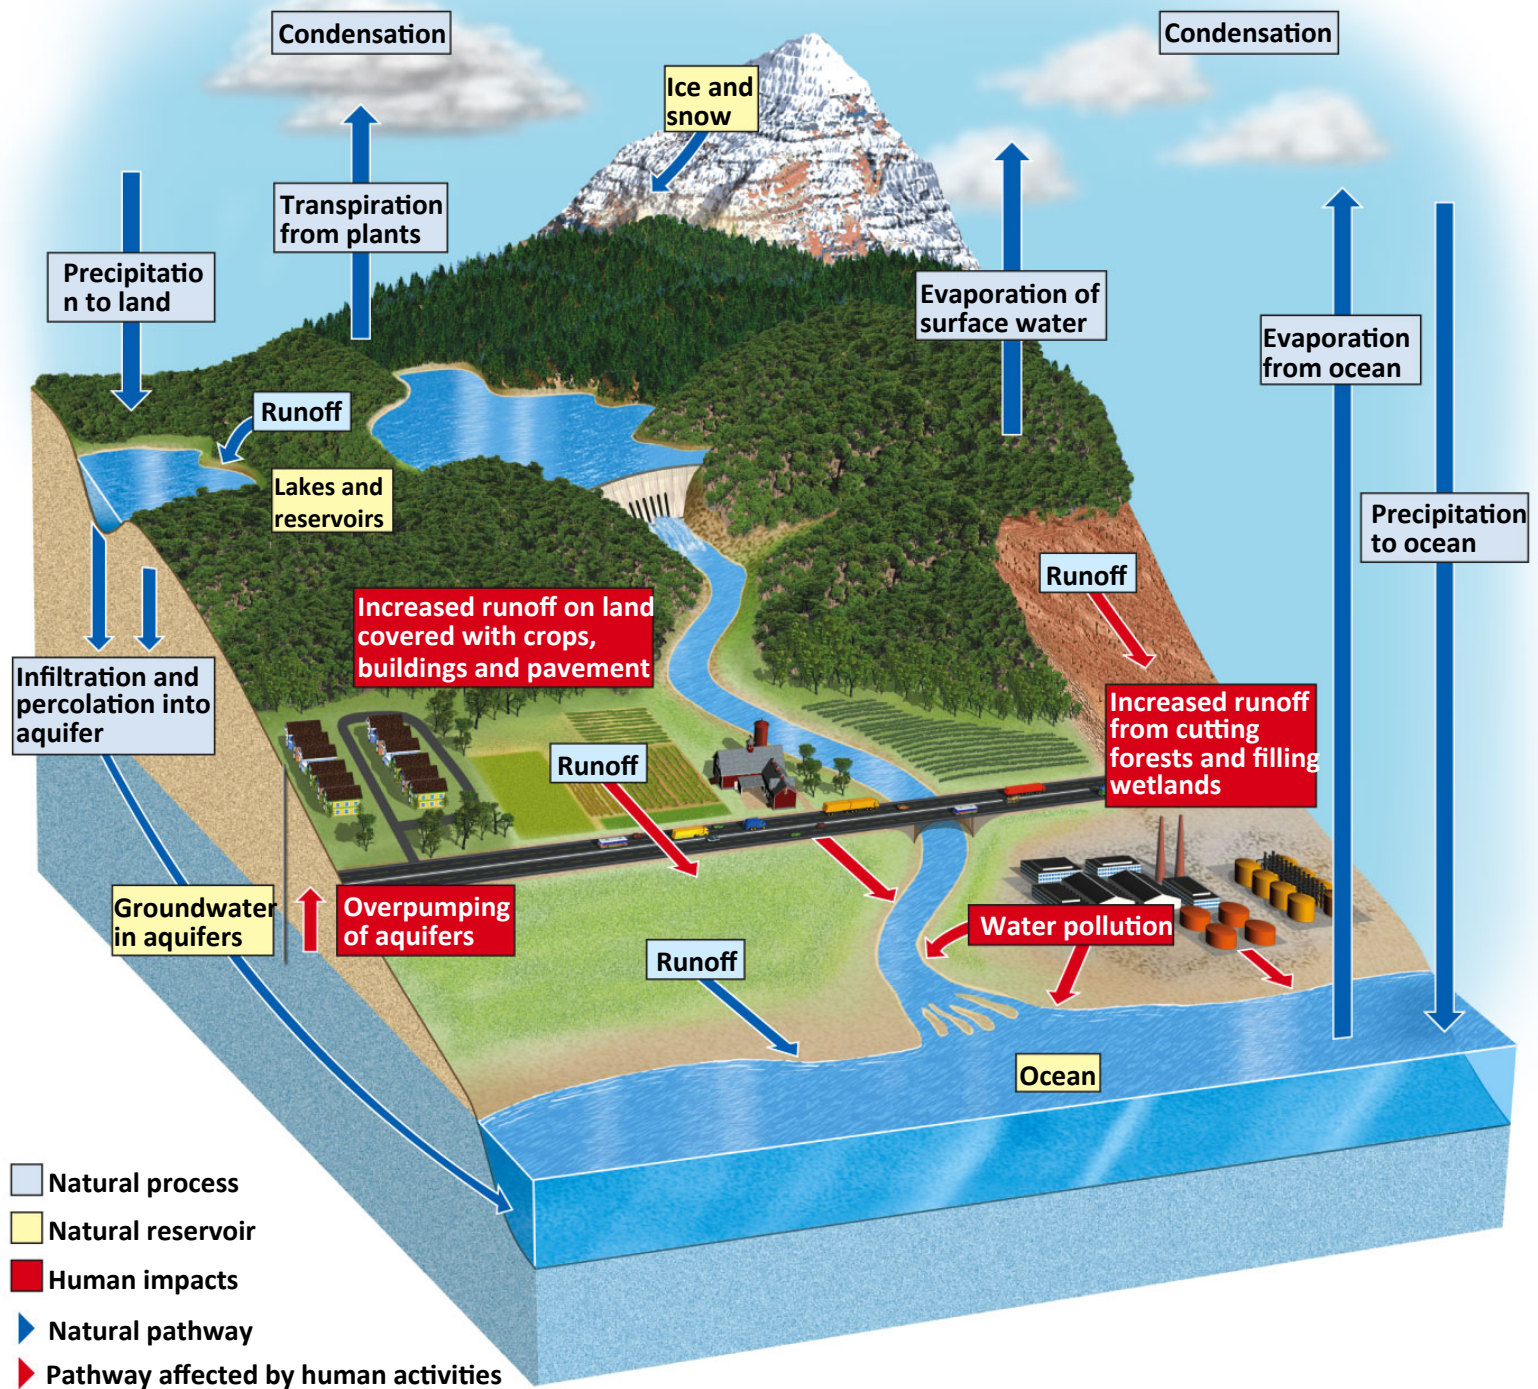 Condensation
Condensation
Ice and
snow
Transpiration
from plants
Precipitatio
n to land
Evaporation of
surface water
Evaporation
from ocean
Runoff
Lakes and
reservoirs
Precipitation
to ocean
Runoff
Increased runoff on land
covered with crops,
buildings and pavement
Infiltration and
percolation into
aquifer
Increased runoff
from cutting
forests and filling
wetlands
Runoff
Groundwater
in aquifers
Overpumping
of aquifers
Water pollution
Runoff
Ocean
Natural process
Natural reservoir
Human impacts
Natural pathway
Pathway affected by human activities